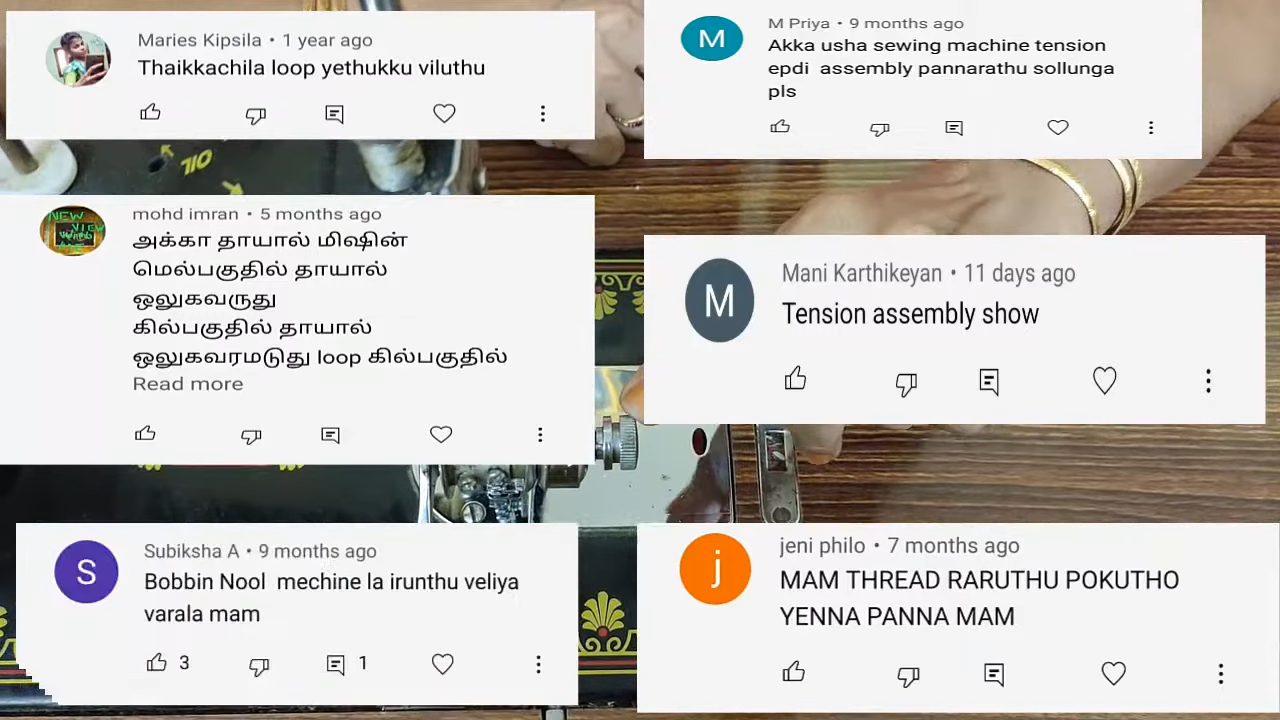 Maries Kipsila • 1 year ago
Thaikkachila loop yethukku viluthu
M Priya • 9 months ago
Akka usha sewing machine tension
epdi assembly pannarathu sollunga
pls
mohd imran • 5 months ago
அக்கா தாயால் மிஷின்
மெல்பகுதில் தாயால்
ஒலுகவருது
கில்பகுதில் தாயால்
ஒலுகவரமடுது loop கில்பகுதில்
Read more
Mani Karthikeyan • 11 days ago
Tension assembly show
Subiksha A • 9 months ago
Bobbin Nool mechine la irunthu veliya
varala mam
3
1
jeni philo • 7 months ago
MAM THREAD RARUTHU POKUTHO
YENNA PANNA MAM
OIL
NEW
VIEW